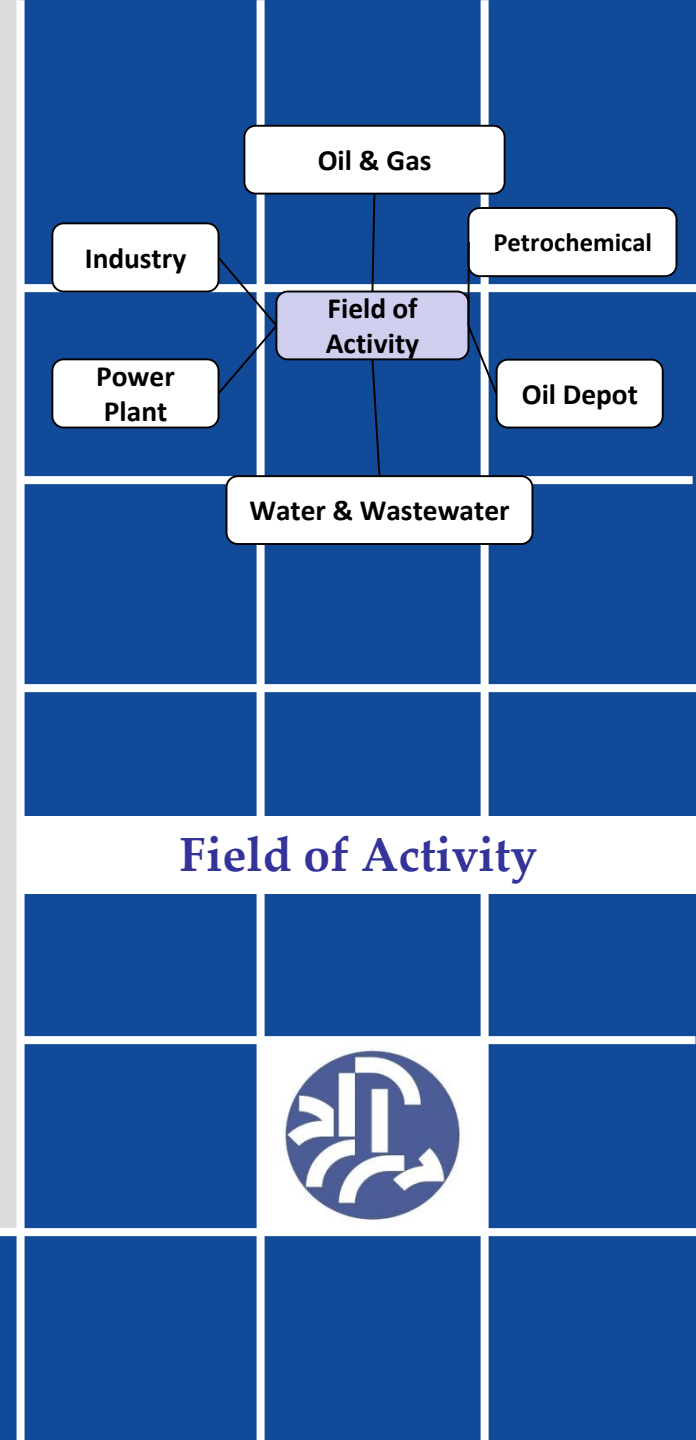 Oil & Gas
Petrochemical
Industry
Field of
Activity
Power
Plant
Oil Depot
Water & Wastewater
Field of Activity